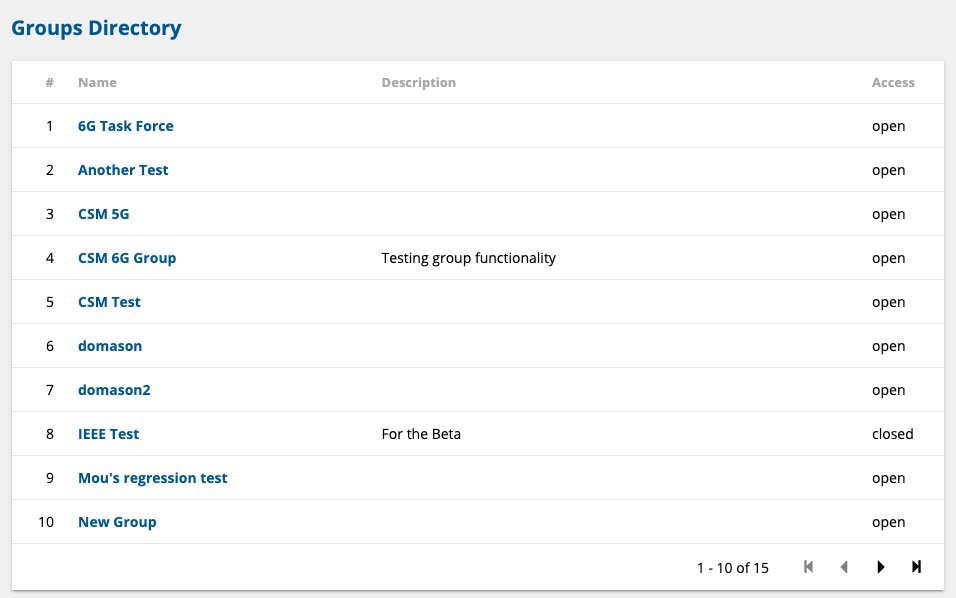 Groups Directory
# Name Description Access
1 6G Task Force open
2 Another Test open
3 CSM 5G open
4 CSM 6G Group Testing group functionality open
5 CSM Test open
6 domason open
7 domason2 open
8 IEEE Test For the Beta closed
9 Mou's regression test open
10 New Group open
1 - 10 of 15